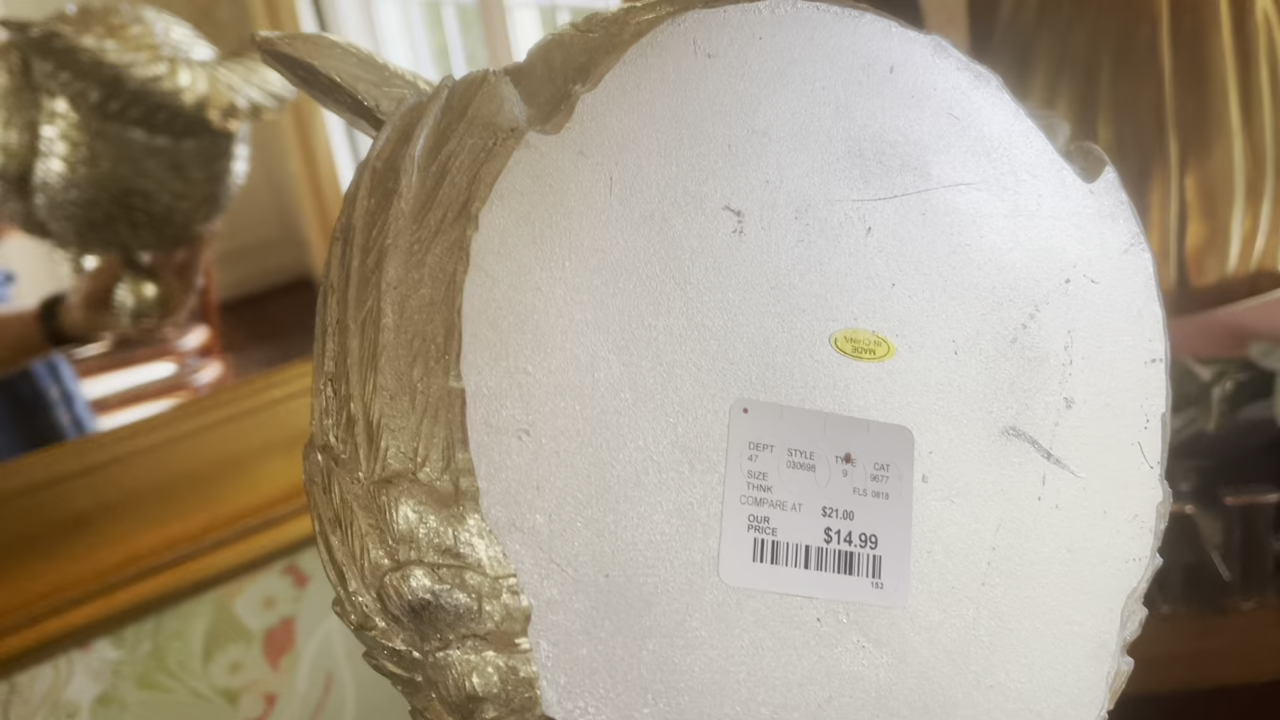 MADE
IN CHINA
DEPT STYLE TYPE CAT
47 030698 9 9677
SIZE
THNK FLS 0818
COMPARE AT $21.00
OUR
PRICE $14.99
153